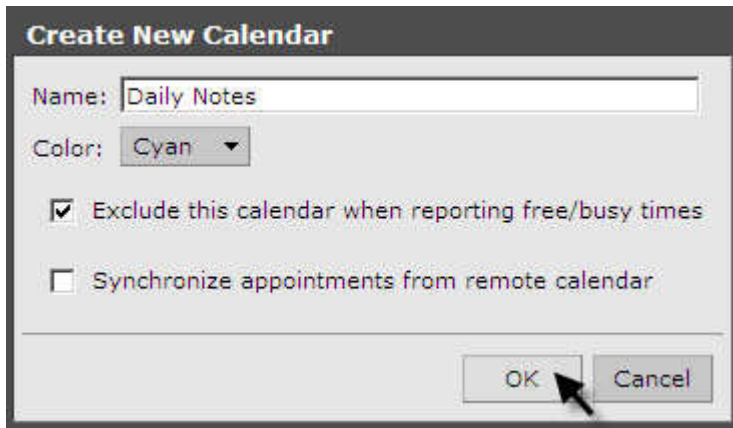 Create New Calendar
Name: Daily Notes
Color: Cyan
Exclude this calendar when reporting free/busy times
Synchronize appointments from remote calendar
OK Cancel